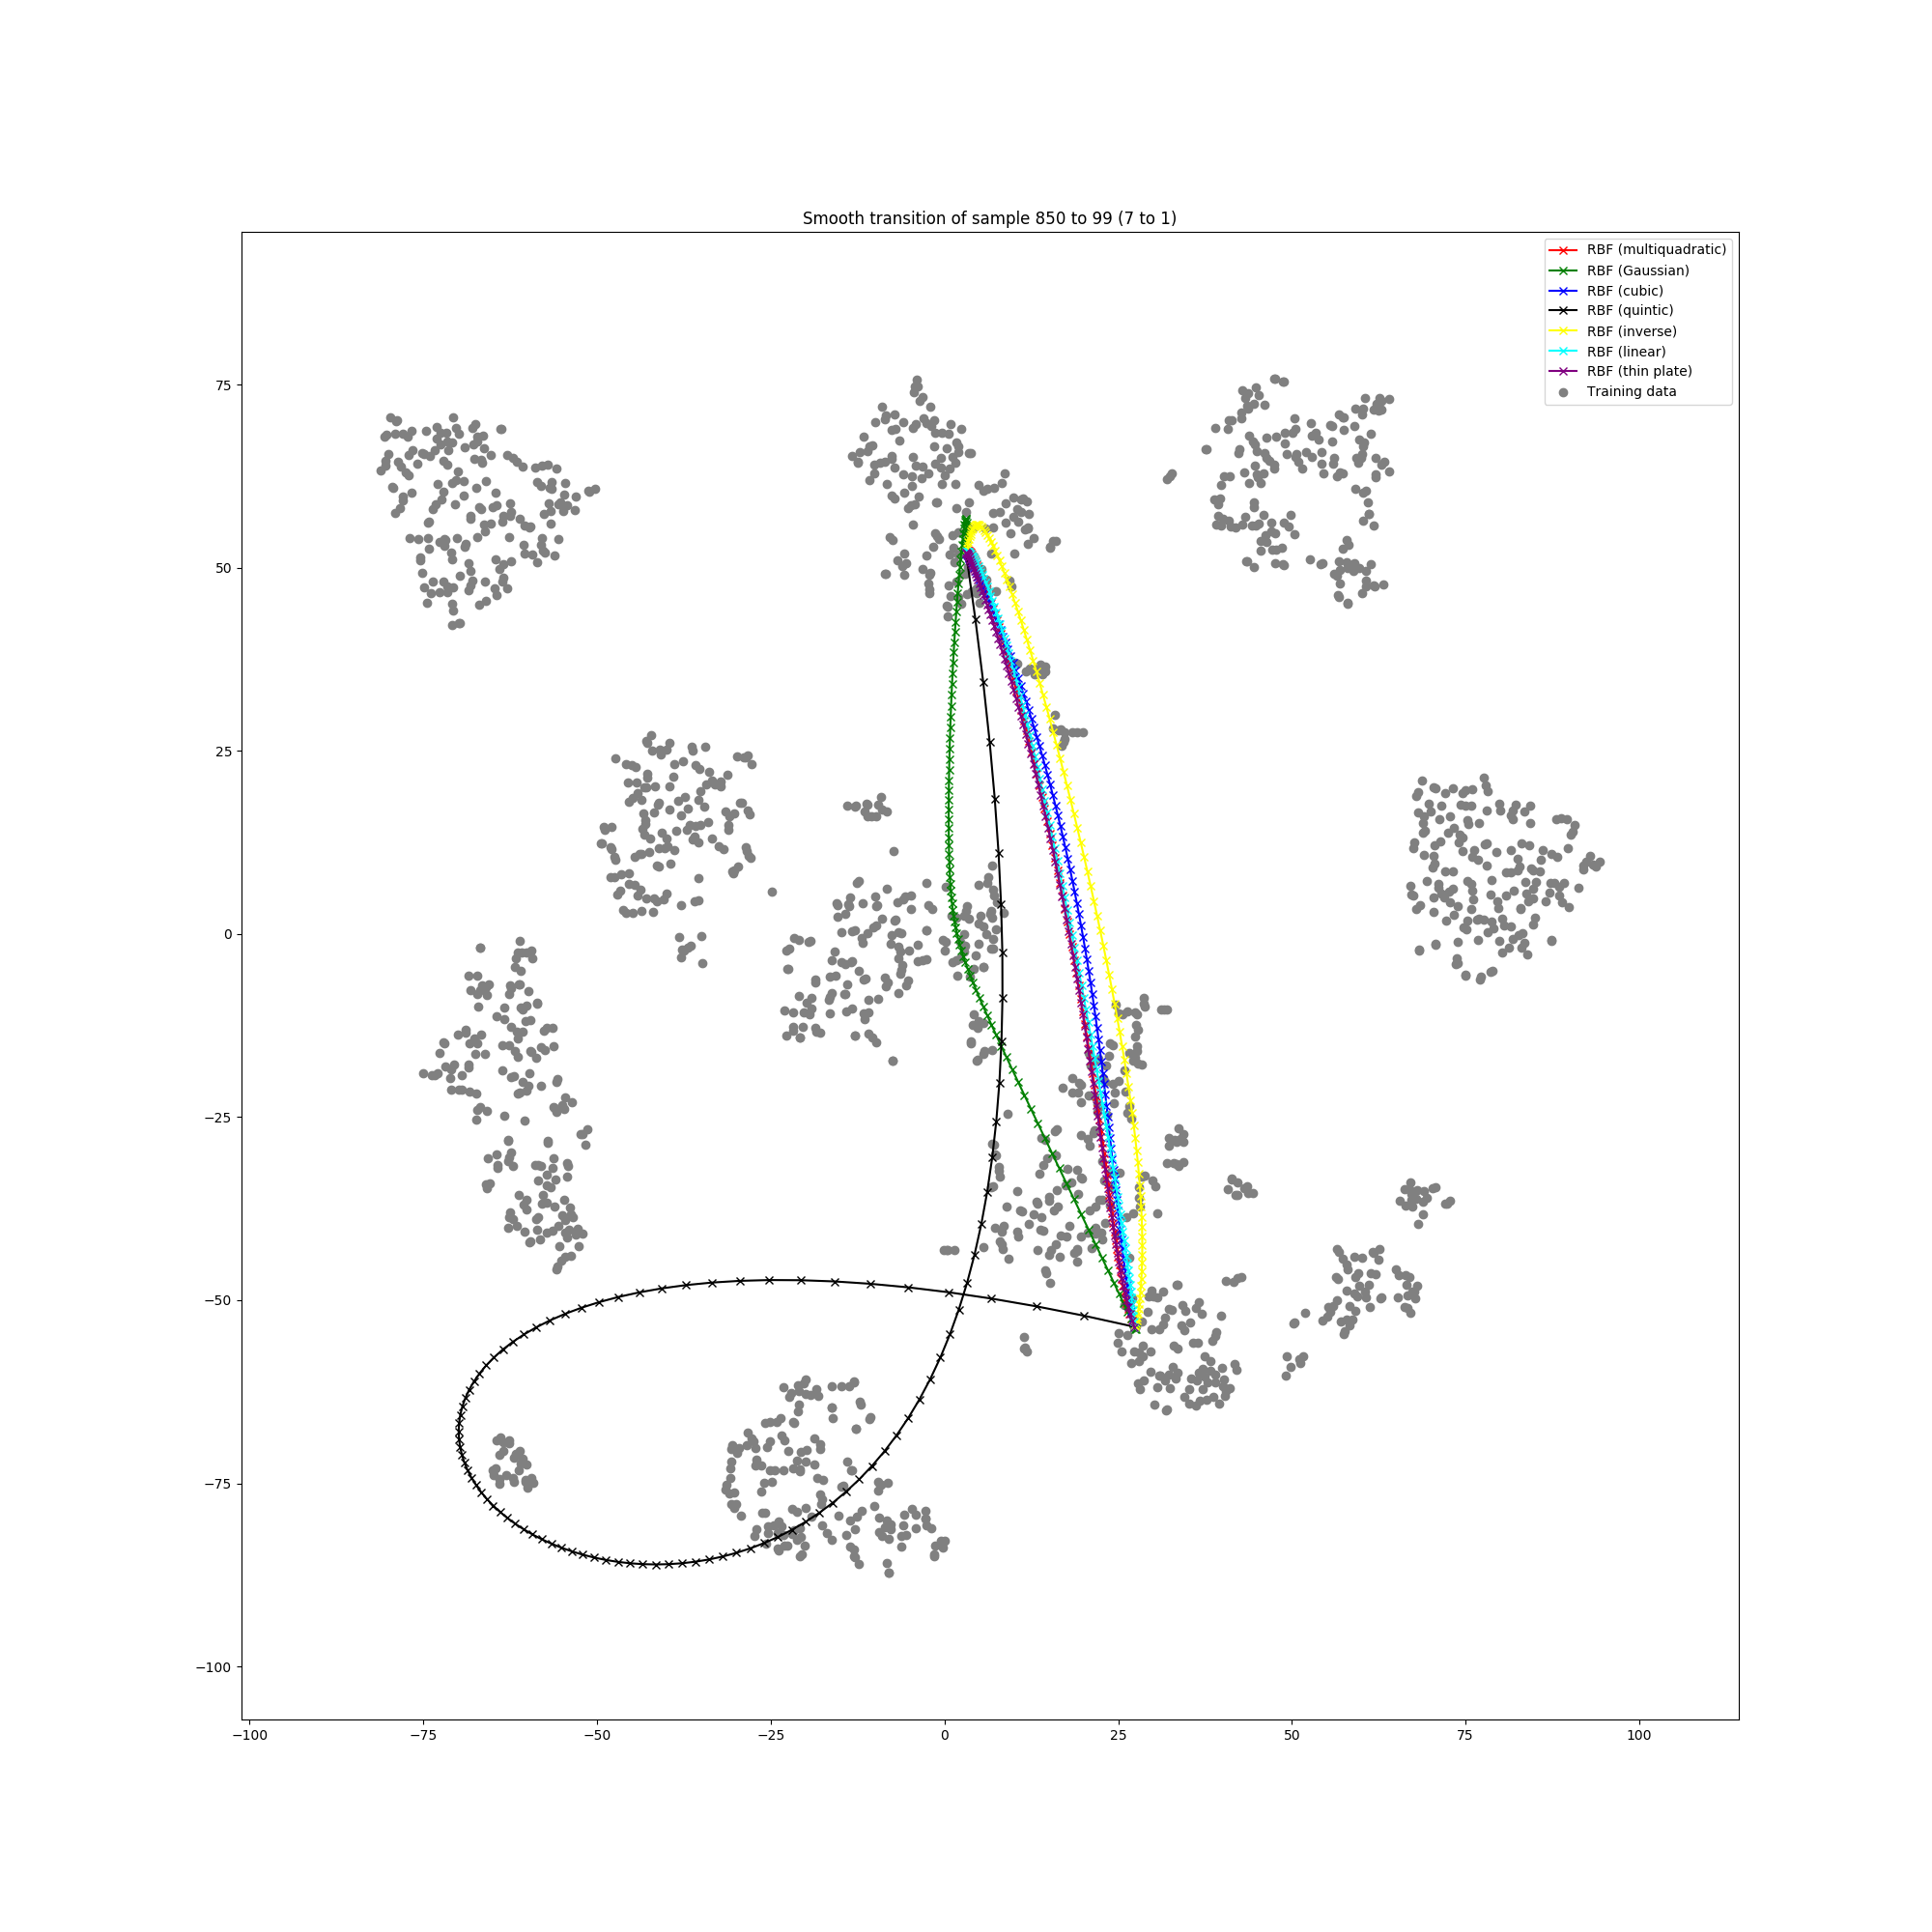 Smooth transition of sample 850 to 99 (7 to 1)
RBF (multiquadratic)
RBF (Gaussian)
RBF (cubic)
RBF (quintic)
RBF (inverse)
RBF (linear)
RBF (thin plate)
Training data
75
50
25
0
−25
−50
−75
−100
−100 −75 −50 −25 0 25 50 75 100